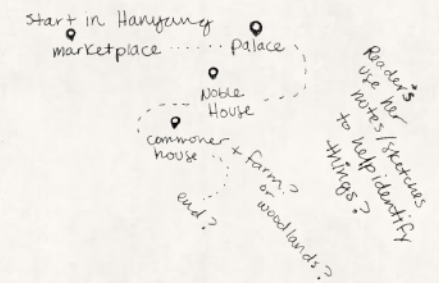 start in Hanyang
marketplace
palace
Noble
House
commoner
house
+ farm?
or woodlands?
end?
Reader's
use her
notes/sketches
to help identify
things?